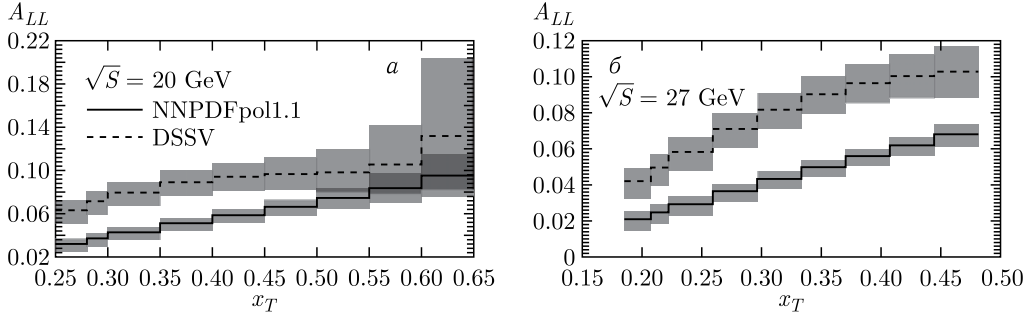 A_LL
0.22
0.18
0.14
0.10
0.06
0.02
а
√S = 20 GeV
NNPDFpol1.1
DSSV
0.25 0.30 0.35 0.40 0.45 0.50 0.55 0.60 0.65
x_T
A_LL
0.12
0.10
0.08
0.06
0.04
0.02
0
б
√S = 27 GeV
0.15 0.20 0.25 0.30 0.35 0.40 0.45 0.50
x_T